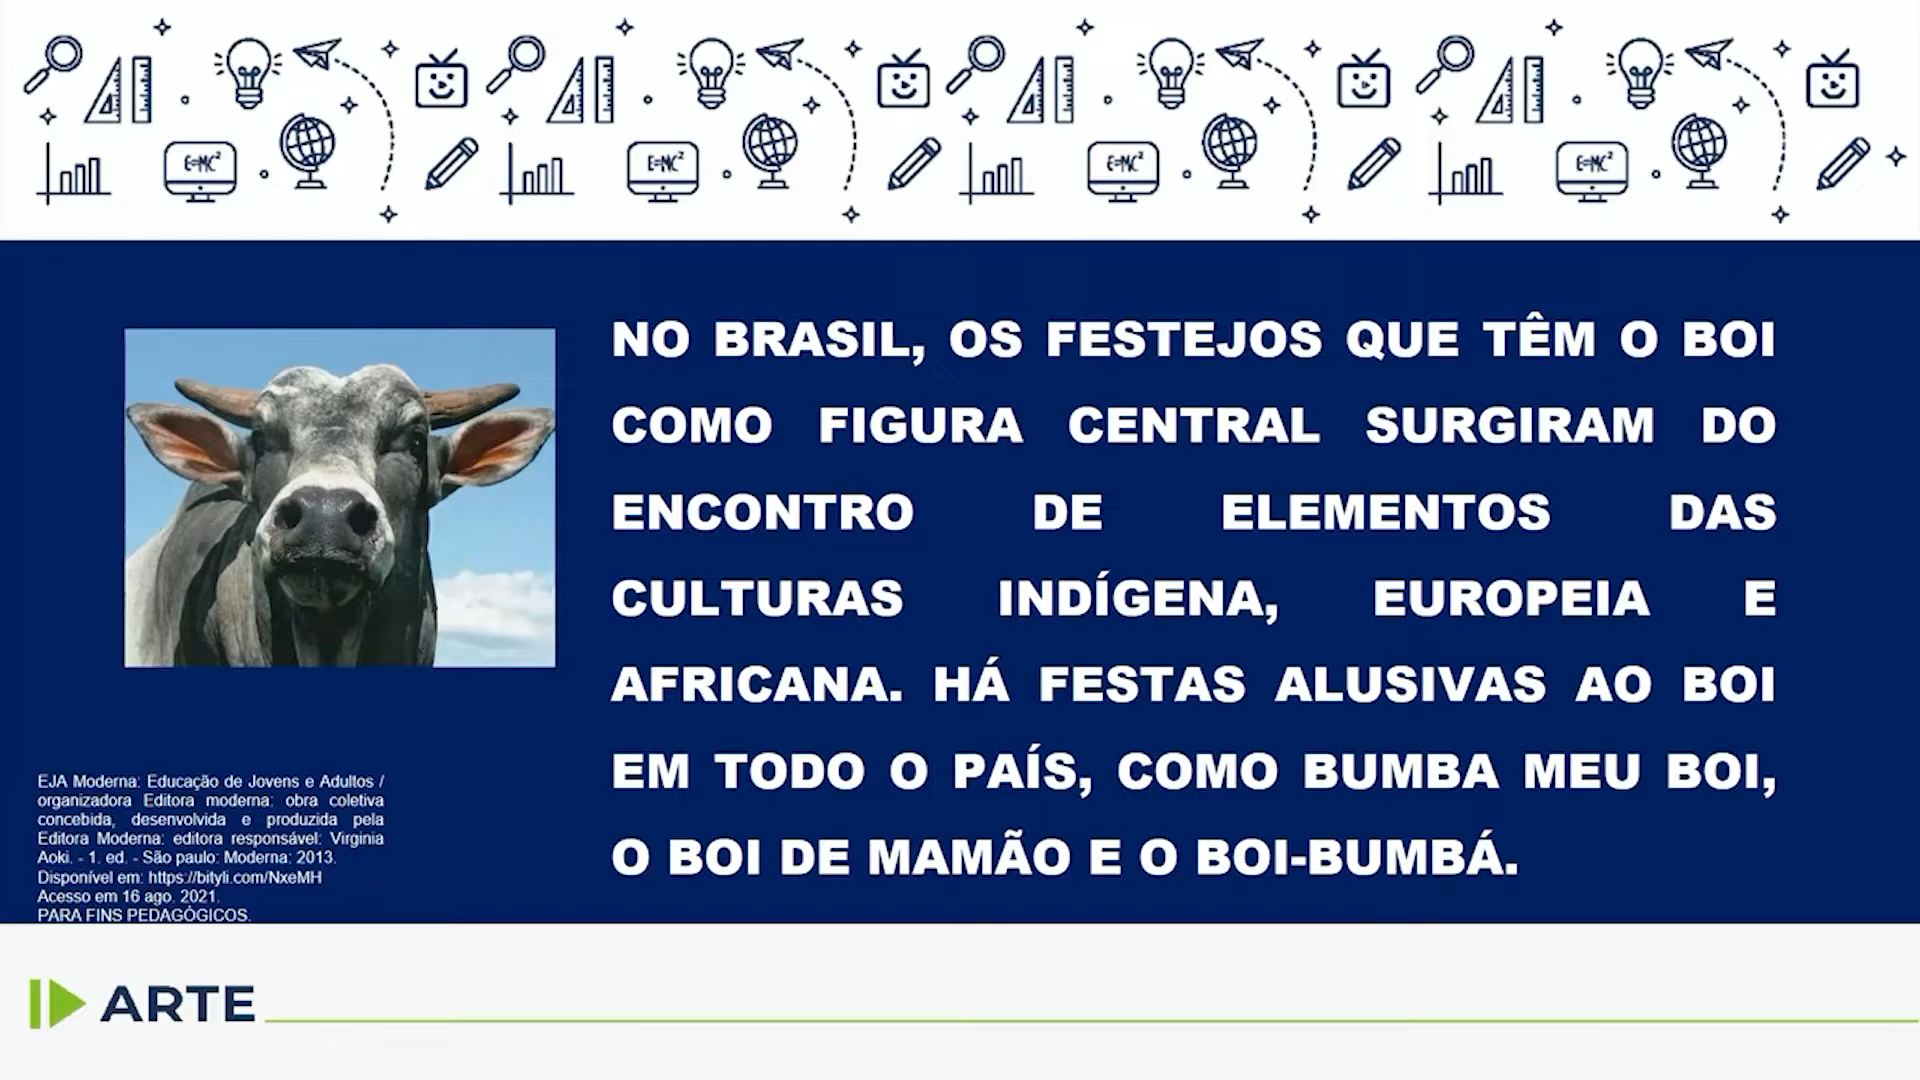 E=MC²
E=MC²
E=MC²
E=MC²
NO BRASIL, OS FESTEJOS QUE TÊM O BOI
COMO FIGURA CENTRAL SURGIRAM DO
ENCONTRO DE ELEMENTOS DAS
CULTURAS INDÍGENA, EUROPEIA E
AFRICANA. HÁ FESTAS ALUSIVAS AO BOI
EM TODO O PAÍS, COMO BUMBA MEU BOI,
O BOI DE MAMÃO E O BOI-BUMBÁ.
EJA Moderna: Educação de Jovens e Adultos /
organizadora Editora moderna: obra coletiva
concebida, desenvolvida e produzida pela
Editora Moderna: editora responsável: Virginia
Aoki. - 1. ed. - São paulo: Moderna: 2013.
Disponível em: https://bityli.com/NxeMH
Acesso em 16 ago. 2021.
PARA FINS PEDAGÓGICOS.
ARTE